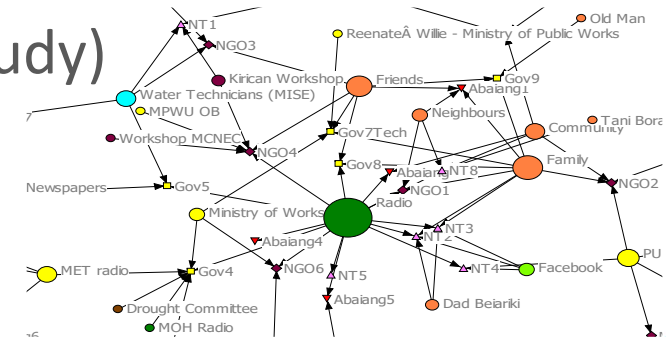 udy)
NT1
NGO3
ReenateÂ Willie - Ministry of Public Works
Old Man
Kirican Workshop
Friends
Gov9
Abaiang1
Water Technicians (MISE)
MPWU OB
Neighbours
Community
Tani Bora
7
Workshop MCNEC
Gov7Tech
NGO4
Gov8
Abaiang
NT8
Family
Newspapers
Gov5
NGO1
NGO2
Radio
Ministry of Works
NT3
NT2
Abaiang4
PU
MET radio
Gov4
NGO6
NT5
NT4
Facebook
Drought Committee
Abaiang5
Dad Beiariki
MOH Radio